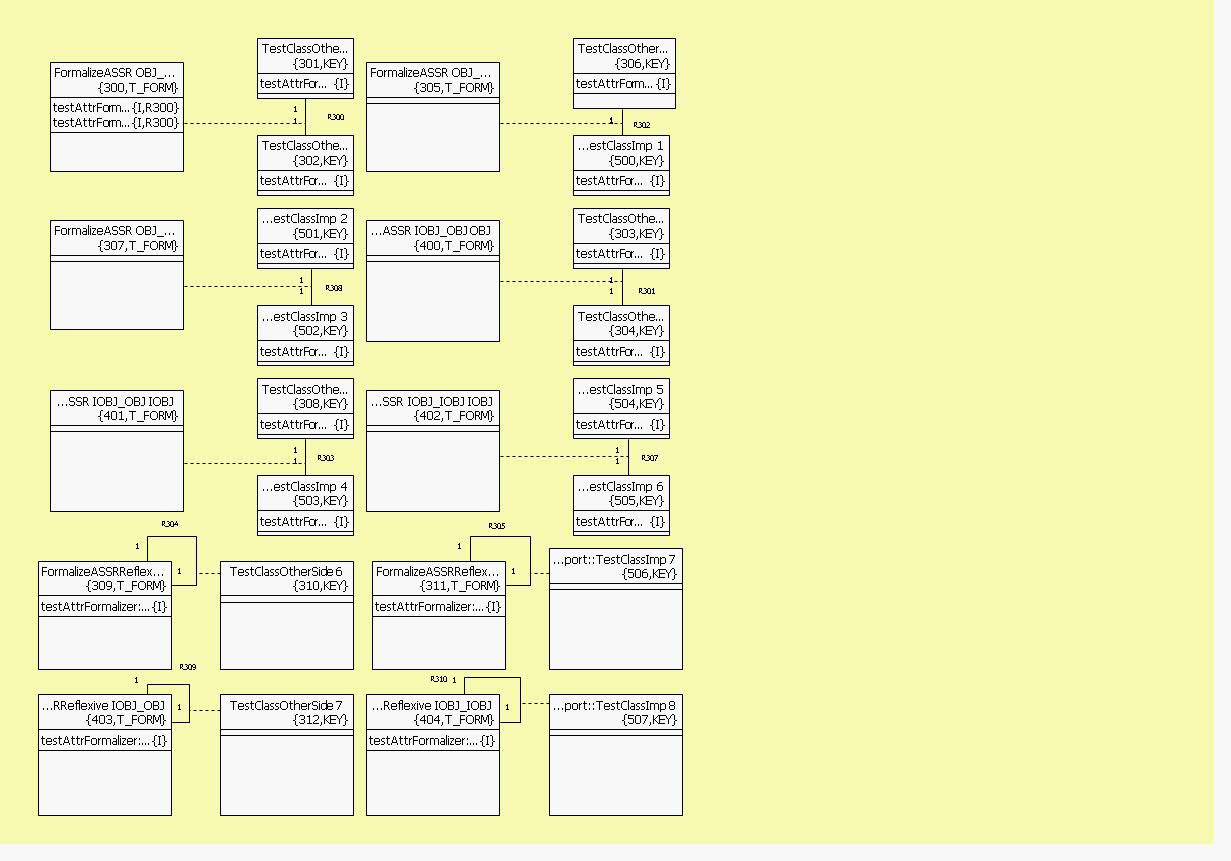 FormalizeASSR OBJ_...
{300,T_FORM}
testAttrForm... {I,R300}
testAttrForm... {I,R300}
TestClassOthe...
{301,KEY}
testAttrFor... {I}
1
1
R300
TestClassOthe...
{302,KEY}
testAttrFor... {I}
FormalizeASSR OBJ_...
{305,T_FORM}
TestClassOther...
{306,KEY}
testAttrForm... {I}
1
R302
...estClassImp 1
{500,KEY}
testAttrFor... {I}
FormalizeASSR OBJ_...
{307,T_FORM}
...estClassImp 2
{501,KEY}
testAttrFor... {I}
1
1
R308
...estClassImp 3
{502,KEY}
testAttrFor... {I}
...ASSR IOBJ_OBJ OBJ
{400,T_FORM}
TestClassOthe...
{303,KEY}
testAttrFor... {I}
1
1
R301
TestClassOthe...
{304,KEY}
testAttrFor... {I}
...SSR IOBJ_OBJ IOBJ
{401,T_FORM}
TestClassOthe...
{308,KEY}
testAttrFor... {I}
1
1
R303
...estClassImp 4
{503,KEY}
testAttrFor... {I}
...SSR IOBJ_IOBJ IOBJ
{402,T_FORM}
...estClassImp 5
{504,KEY}
testAttrFor... {I}
1
1
R307
...estClassImp 6
{505,KEY}
testAttrFor... {I}
R304
1
1
FormalizeASSRReflex...
{309,T_FORM}
testAttrFormalizer:... {I}
TestClassOtherSide 6
{310,KEY}
R305
1
1
FormalizeASSRReflex...
{311,T_FORM}
testAttrFormalizer:... {I}
...port::TestClassImp 7
{506,KEY}
R309
1
1
...RReflexive IOBJ_OBJ
{403,T_FORM}
testAttrFormalizer:... {I}
TestClassOtherSide 7
{312,KEY}
R310
1
1
...Reflexive IOBJ_IOBJ
{404,T_FORM}
testAttrFormalizer:... {I}
...port::TestClassImp 8
{507,KEY}